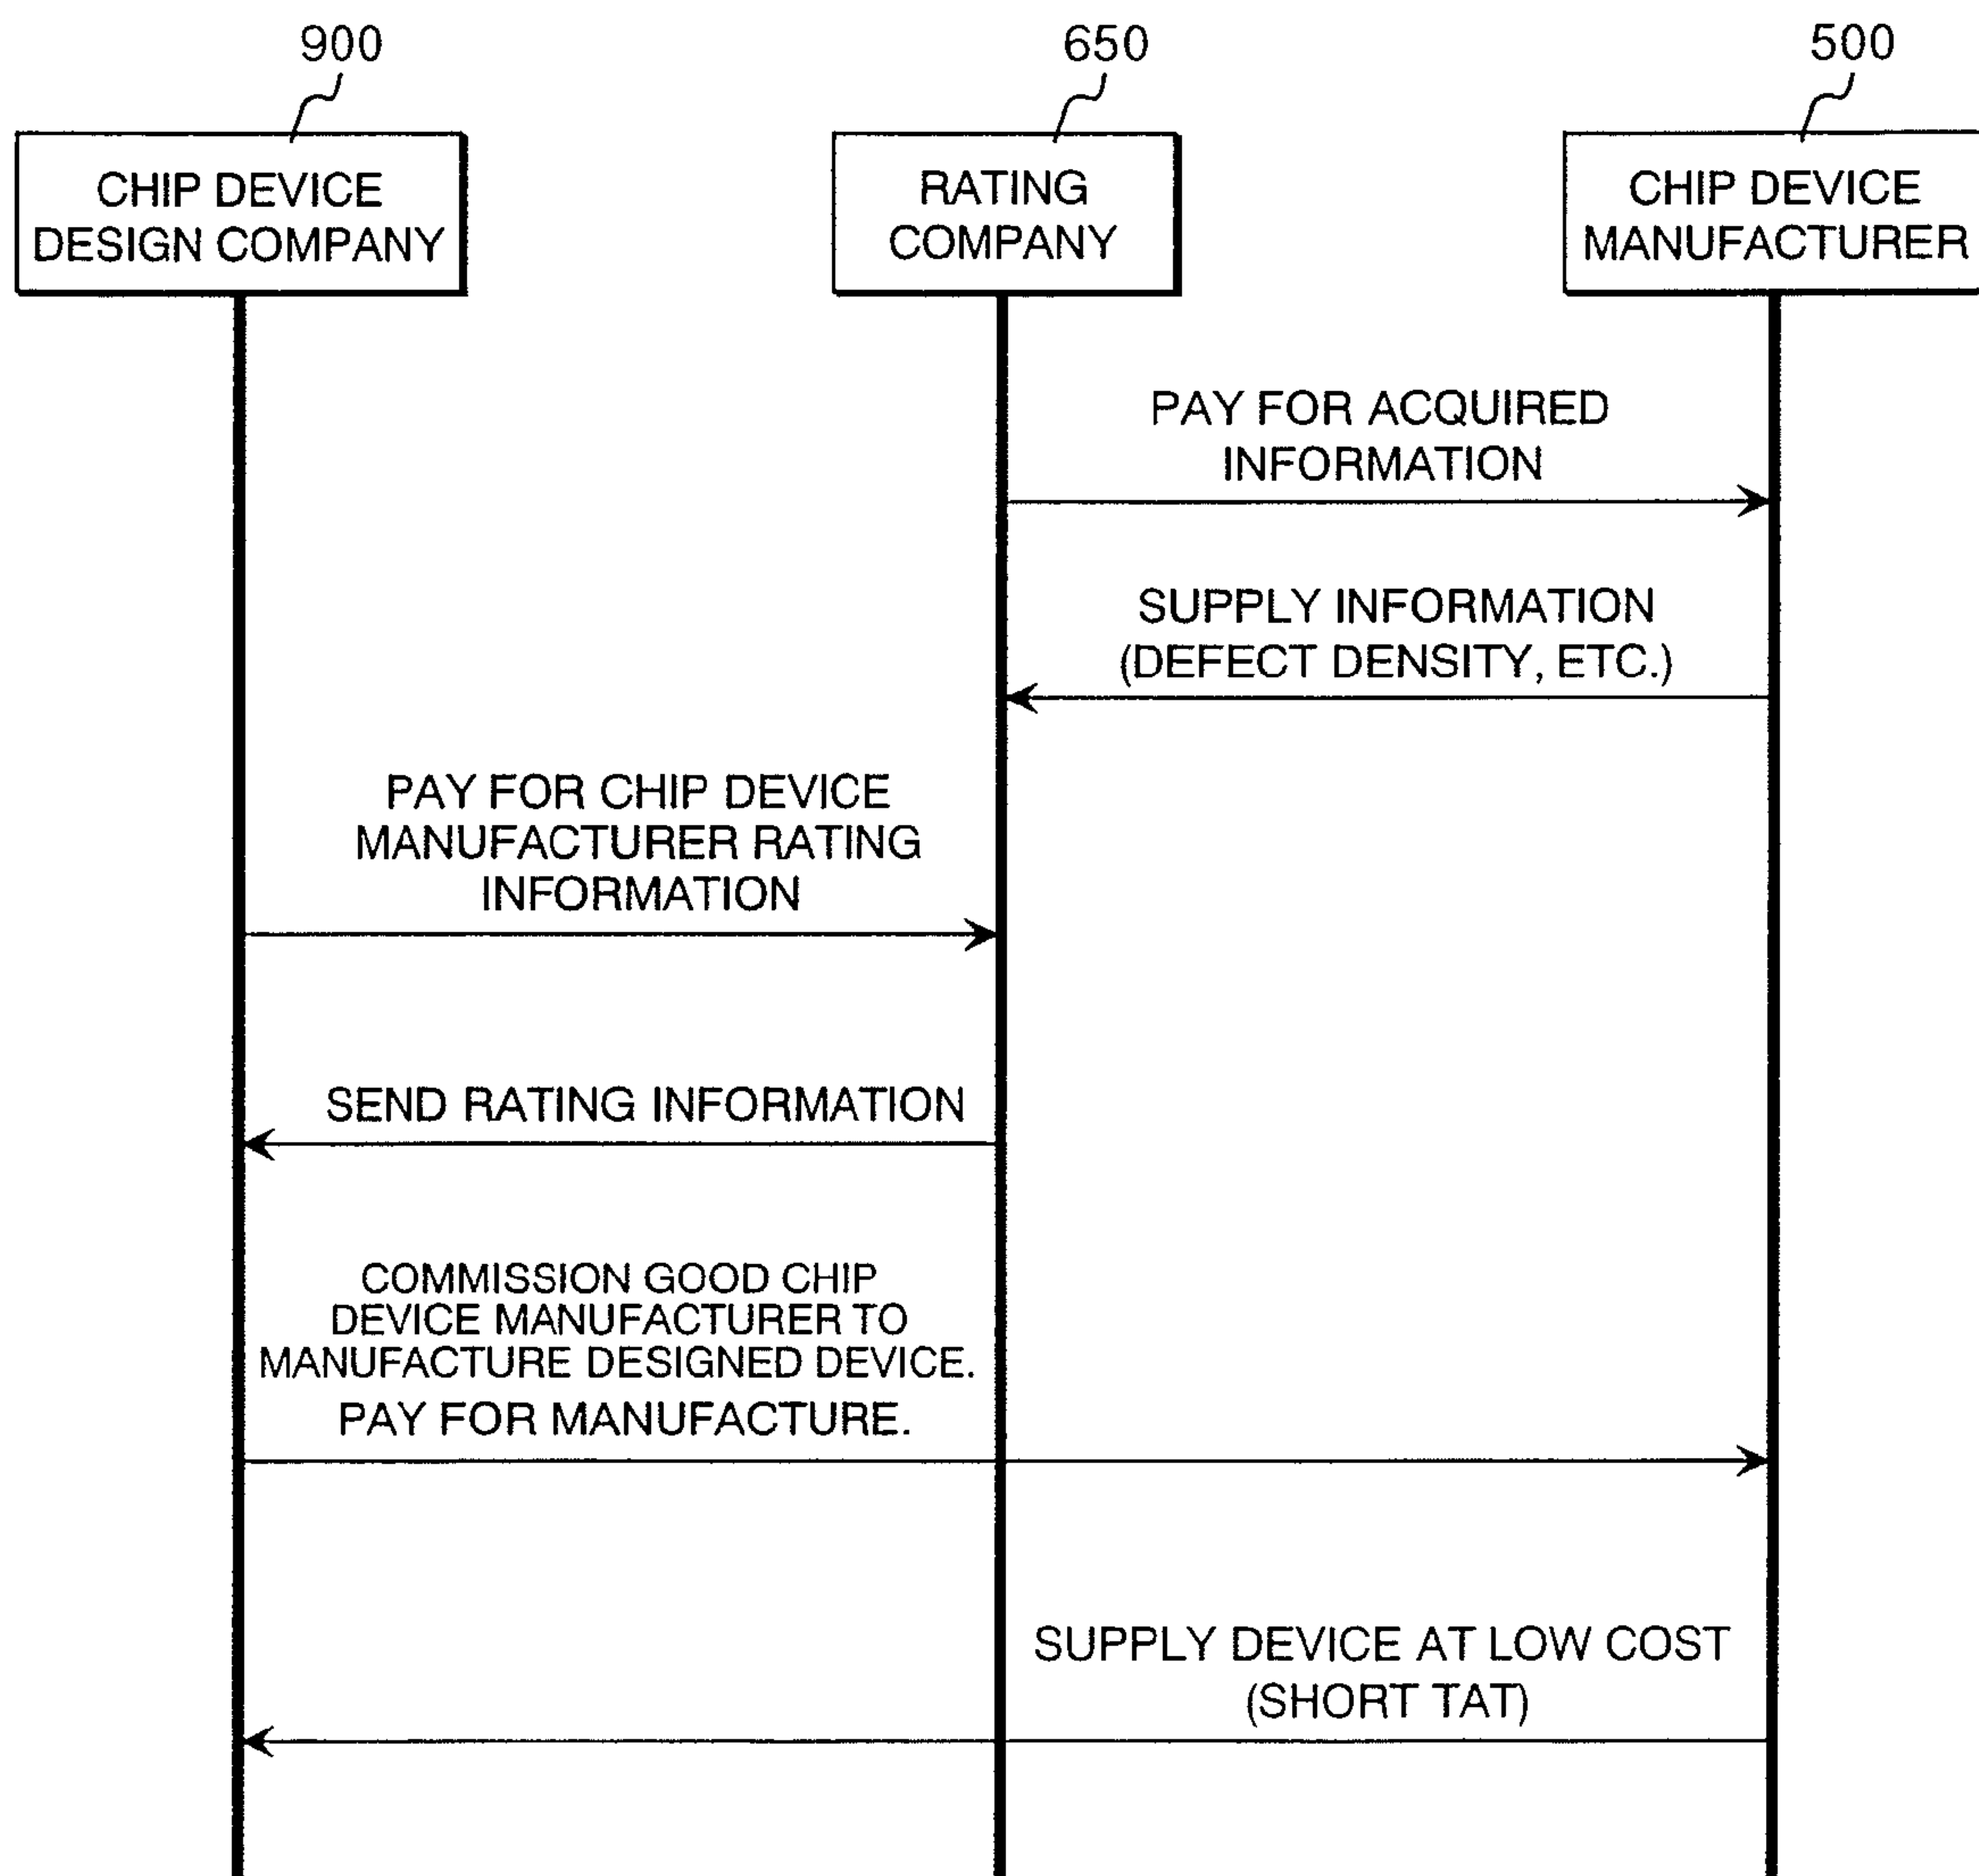 900
650
500
CHIP DEVICE
DESIGN COMPANY
RATING
COMPANY
CHIP DEVICE
MANUFACTURER
PAY FOR ACQUIRED
INFORMATION
SUPPLY INFORMATION
(DEFECT DENSITY, ETC.)
PAY FOR CHIP DEVICE
MANUFACTURER RATING
INFORMATION
SEND RATING INFORMATION
COMMISSION GOOD CHIP
DEVICE MANUFACTURER TO
MANUFACTURE DESIGNED DEVICE.
PAY FOR MANUFACTURE.
SUPPLY DEVICE AT LOW COST
(SHORT TAT)